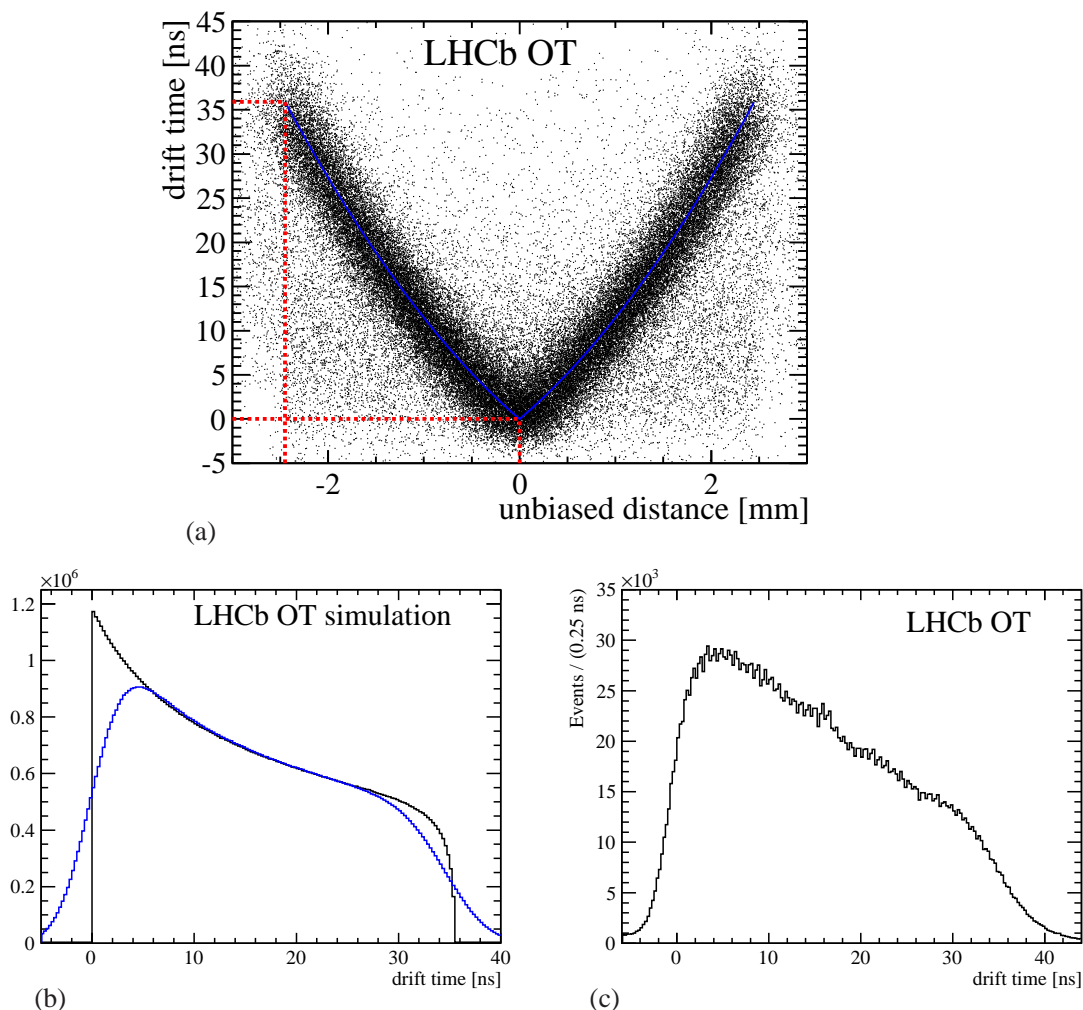 45
40
35
30
25
20
15
10
5
0
-5
drift time [ns]
LHCb OT
-2 0 2
unbiased distance [mm]
(a)
×10⁶
1.2
1
0.8
0.6
0.4
0.2
0
LHCb OT simulation
0 10 20 30 40
drift time [ns]
(b)
×10³
35
30
25
20
15
10
5
0
Events / (0.25 ns)
LHCb OT
0 10 20 30 40
drift time [ns]
(c)